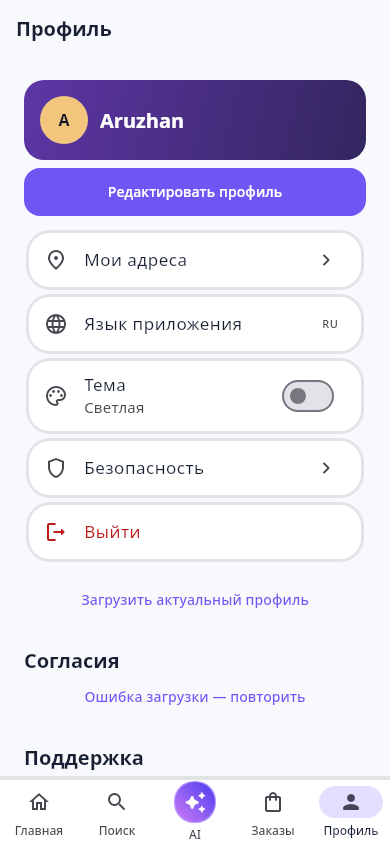 Профиль
A
Aruzhan
Редактировать профиль
Мои адреса
Язык приложения
RU
Тема
Светлая
Безопасность
Выйти
Загрузить актуальный профиль
Согласия
Ошибка загрузки — повторить
Поддержка
Главная
Поиск
AI
Заказы
Профиль